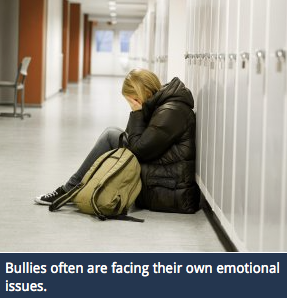 Bullies often are facing their own emotional
issues.